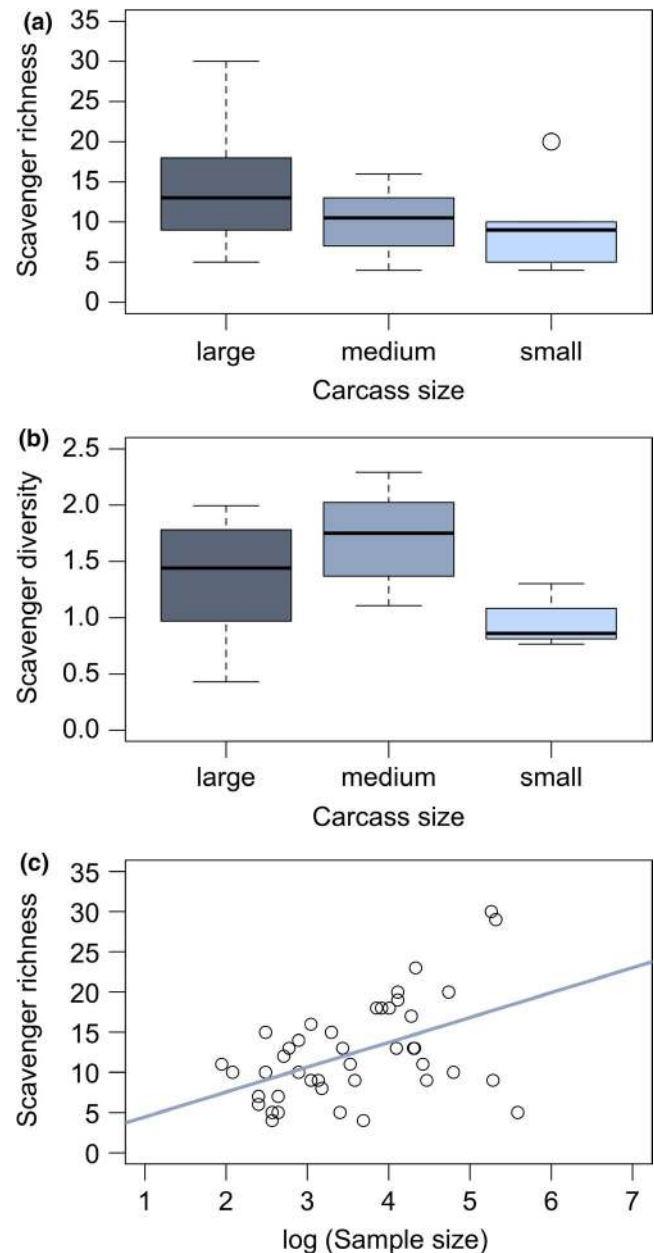 (a)
Scavenger richness
35
30
25
20
15
10
5
0
large medium small
Carcass size
(b)
Scavenger diversity
2.5
2.0
1.5
1.0
0.5
0.0
large medium small
Carcass size
(c)
Scavenger richness
35
30
25
20
15
10
5
0
1 2 3 4 5 6 7
log (Sample size)